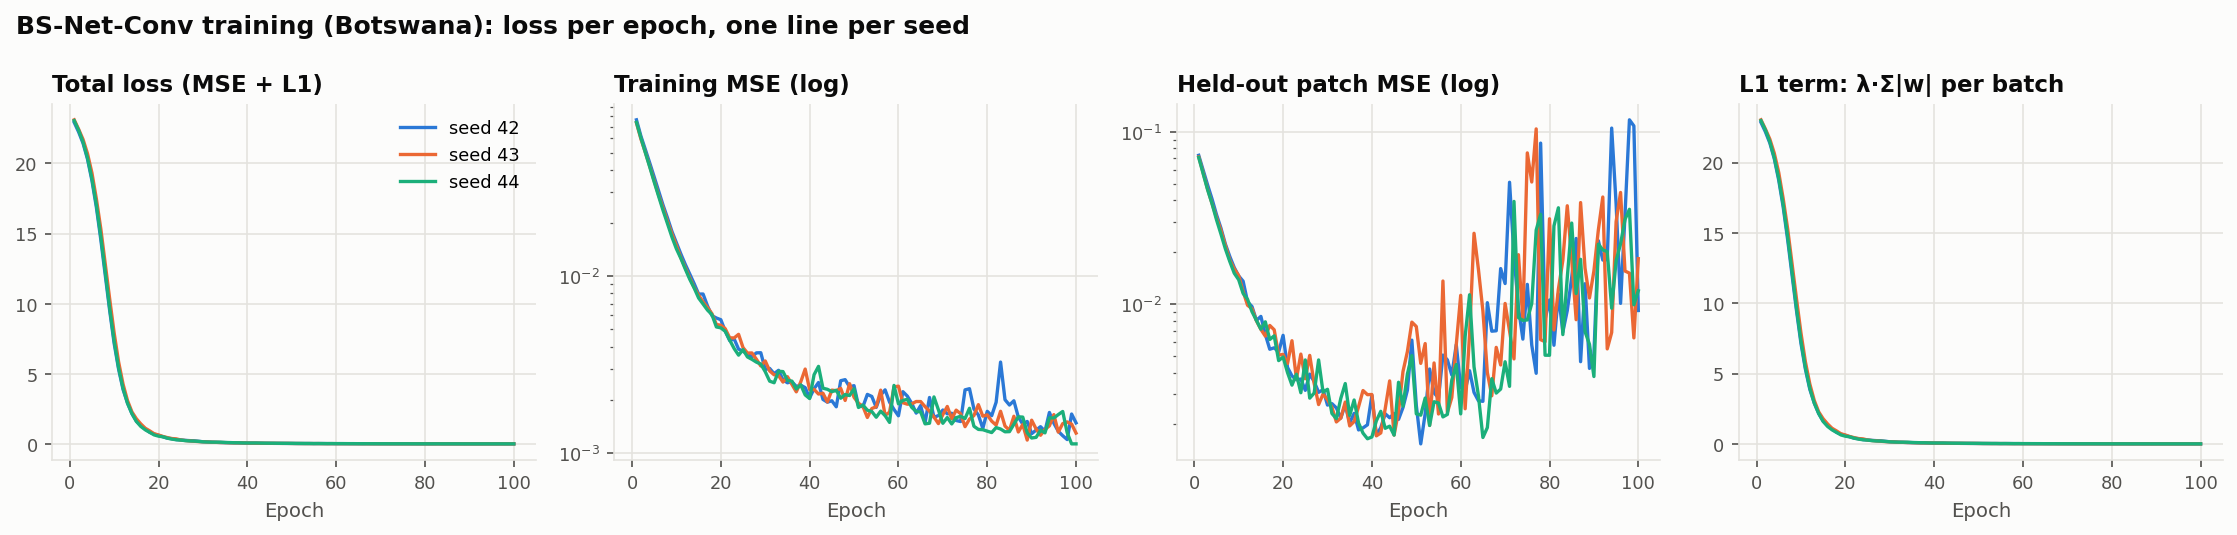 BS-Net-Conv training (Botswana): loss per epoch, one line per seed
Total loss (MSE + L1)
20
15
10
5
0
seed 42
seed 43
seed 44
0 20 40 60 80 100
Epoch
Training MSE (log)
10⁻²
10⁻³
0 20 40 60 80 100
Epoch
Held-out patch MSE (log)
10⁻¹
10⁻²
0 20 40 60 80 100
Epoch
L1 term: λ·Σ|w| per batch
20
15
10
5
0
0 20 40 60 80 100
Epoch